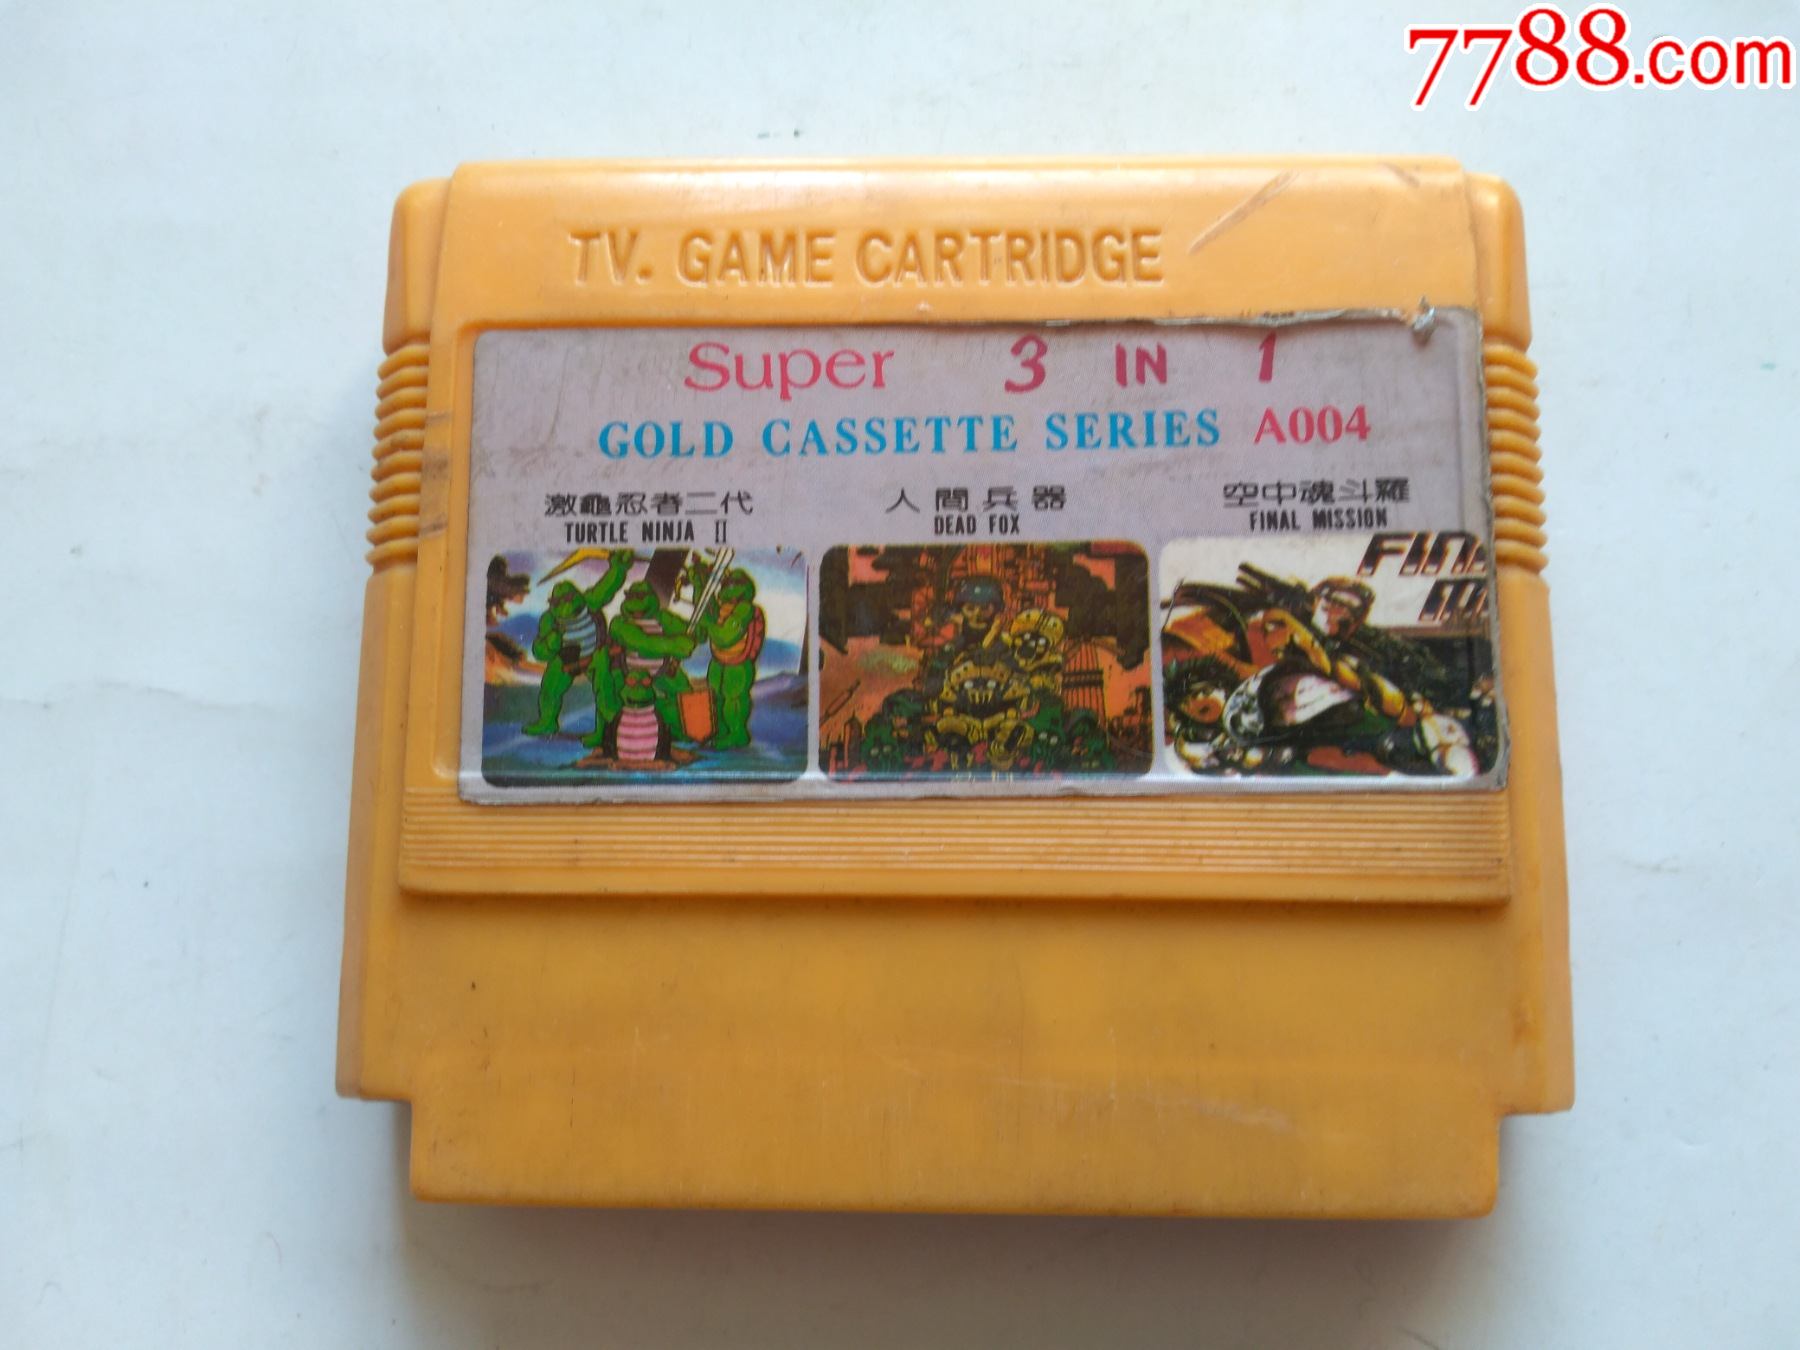 7788.com
TV. GAME CARTRIDGE
Super 3 IN 1
GOLD CASSETTE SERIES A004
激龜忍者二代
TURTLE NINJA II
人間兵器
DEAD FOX
空中魂斗羅
FINAL MISSION
FIN
M